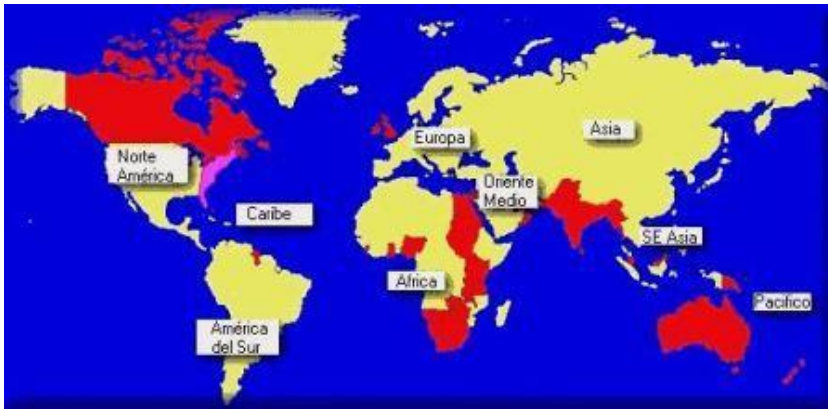 Norte
América
Caribe
América
del Sur
Europa
Africa
Oriente
Medio
Asia
SE Asia
Pacifico